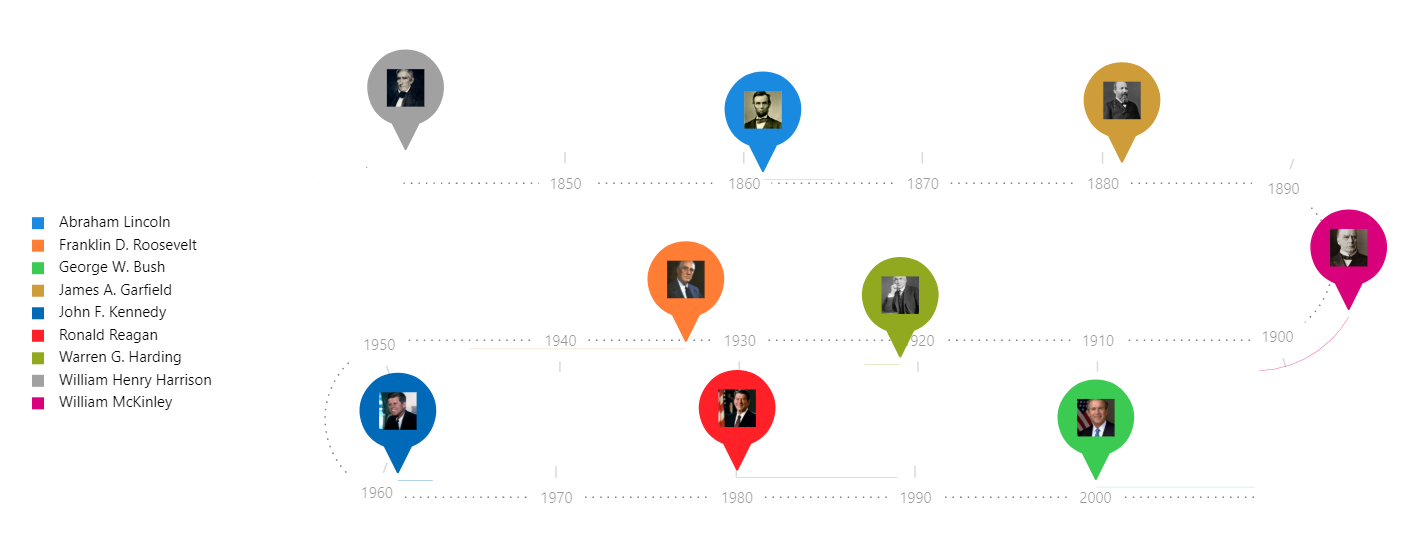 1850
1860
1870
1880
1890
Abraham Lincoln
Franklin D. Roosevelt
George W. Bush
James A. Garfield
John F. Kennedy
Ronald Reagan
Warren G. Harding
William Henry Harrison
William McKinley
1950
1940
1930
920
1910
1900
1960
1970
1980
1990
2000